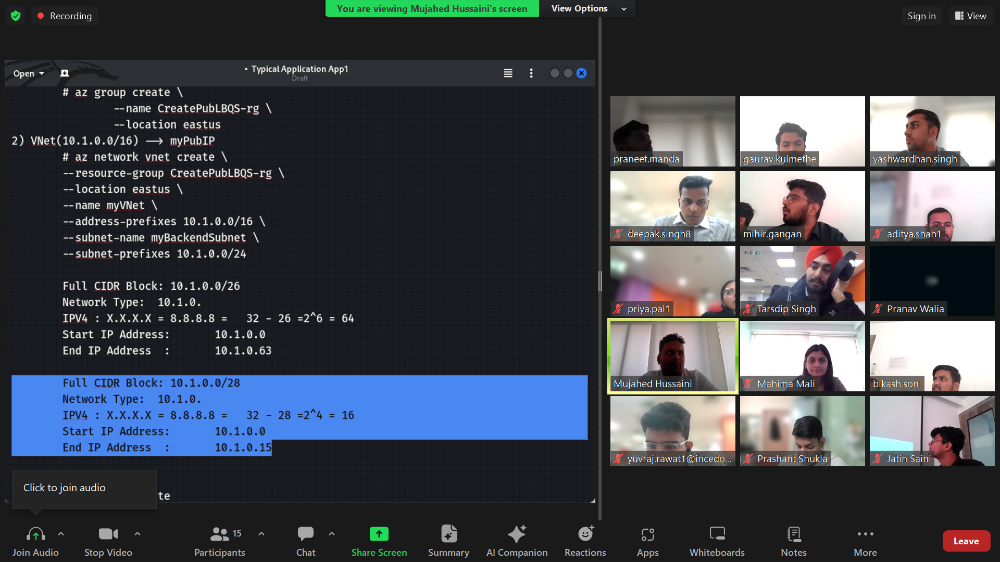 You are viewing Mujahed Hussaini's screen
View Options
Recording
Sign in
View
Open
• Typical Application App1
Draft
# az group create \
--name CreatePubLBQS-rg \
--location eastus
2) VNet(10.1.0.0/16) --> myPubIP
# az network vnet create \
--resource-group CreatePubLBQS-rg \
--location eastus \
--name myVNet \
--address-prefixes 10.1.0.0/16 \
--subnet-name myBackendSubnet \
--subnet-prefixes 10.1.0.0/24
Full CIDR Block: 10.1.0.0/26
Network Type: 10.1.0.
IPV4 : X.X.X.X = 8.8.8.8 = 32 - 26 =2^6 = 64
Start IP Address: 10.1.0.0
End IP Address : 10.1.0.63
Full CIDR Block: 10.1.0.0/28
Network Type: 10.1.0.
IPV4 : X.X.X.X = 8.8.8.8 = 32 - 28 =2^4 = 16
Start IP Address: 10.1.0.0
End IP Address : 10.1.0.15
te
Click to join audio
praneet.manda
gaurav.kulmethe
yashwardhan.singh
deepak.singh8
mihir.gangan
aditya.shah1
priya.pal1
Tarsdip Singh
Pranav Walia
Mujahed Hussaini
Mahima Mali
bikash.soni
yuvraj.rawat1@incedo...
Prashant Shukla
Jatin Saini
Join Audio
Stop Video
15
Participants
Chat
Share Screen
Summary
AI Companion
Reactions
Apps
Whiteboards
Notes
More
Leave